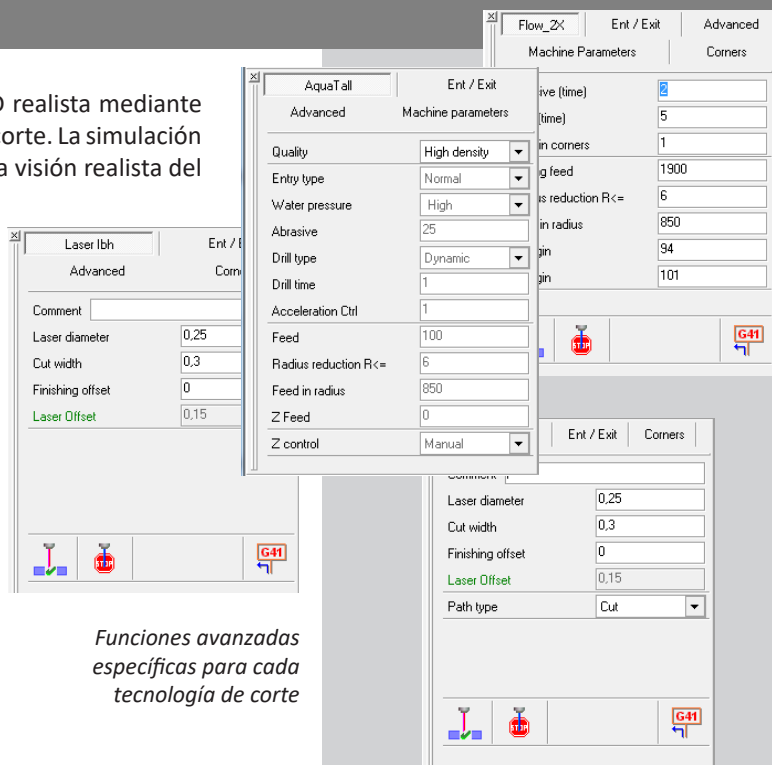 realista mediante
corte. La simulación
visión realista del
Flow_2X
Ent / Exit
Advanced
Machine Parameters
Corners
(time)
2
(time)
5
in corners
1
feed
1900
reduction R<=
6
in radius
850
94
101
G41
AquaTall
Ent / Exit
Advanced
Machine parameters
Quality
High density
Entry type
Normal
Water pressure
High
Abrasive
25
Drill type
Dynamic
Drill time
1
Acceleration Ctrl
1
Feed
100
Radius reduction R<=
6
Feed in radius
850
Z Feed
0
Z control
Manual
Laser lbh
Ent /
Advanced
Comment
Laser diameter
0,25
Cut width
0,3
Finishing offset
0
Laser Offset
0,15
STOP
G41
Ent / Exit
Corners
Comment
Laser diameter
0,25
Cut width
0,3
Finishing offset
0
Laser Offset
0,15
Path type
Cut
STOP
G41
Funciones avanzadas
específicas para cada
tecnología de corte